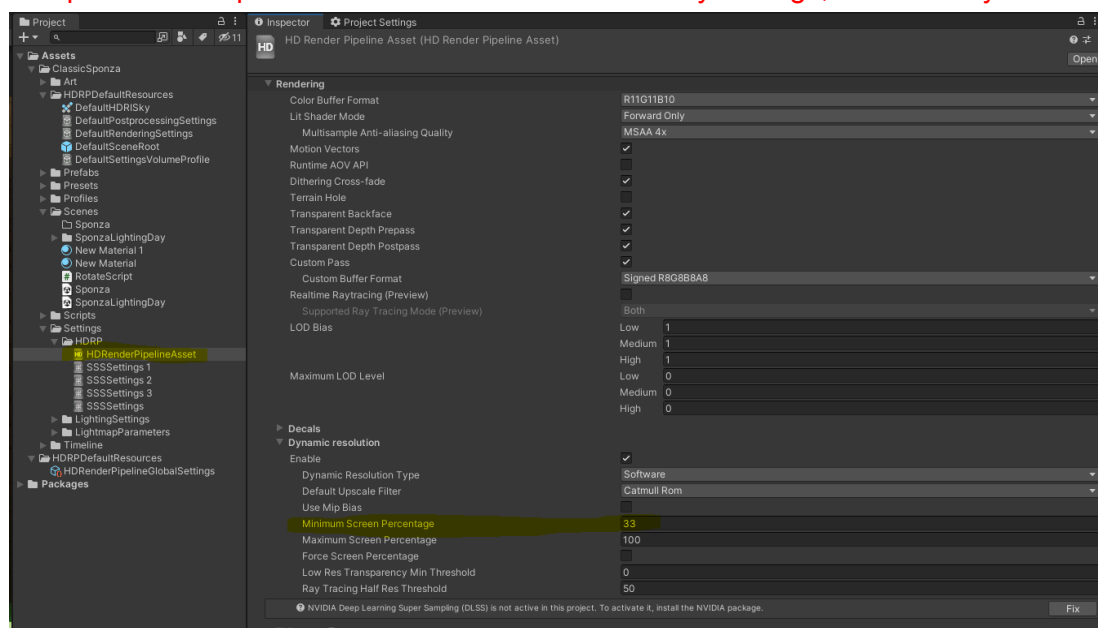 Project
Inspector
Project Settings
11
HD Render Pipeline Asset (HD Render Pipeline Asset)
Open
Assets
ClassicSponza
Art
HDRPDefaultResources
DefaultHDRISky
DefaultPostprocessingSettings
DefaultRenderingSettings
DefaultSceneRoot
DefaultSettingsVolumeProfile
Prefabs
Presets
Profiles
Scenes
Sponza
SponzaLightingDay
New Material 1
New Material
RotateScript
Sponza
SponzaLightingDay
Scripts
Settings
HDRP
HDRenderPipelineAsset
SSSSettings 1
SSSSettings 2
SSSSettings 3
SSSSettings
LightingSettings
LightmapParameters
Timeline
HDRPDefaultResources
HDRenderPipelineGlobalSettings
Packages
Rendering
Color Buffer Format R11G11B10
Lit Shader Mode Forward Only
Multisample Anti-aliasing Quality MSAA 4x
Motion Vectors
Runtime AOV API
Dithering Cross-fade
Terrain Hole
Transparent Backface
Transparent Depth Prepass
Transparent Depth Postpass
Custom Pass
Custom Buffer Format Signed R8G8B8A8
Realtime Raytracing (Preview)
Supported Ray Tracing Mode (Preview) Both
LOD Bias Low 1
Medium 1
High 1
Maximum LOD Level Low 0
Medium 0
High 0
Decals
Dynamic resolution
Enable
Dynamic Resolution Type Software
Default Upscale Filter Catmull Rom
Use Mip Bias
Minimum Screen Percentage 33
Maximum Screen Percentage 100
Force Screen Percentage
Low Res Transparency Min Threshold 0
Ray Tracing Half Res Threshold 50
NVIDIA Deep Learning Super Sampling (DLSS) is not active in this project. To activate it, install the NVIDIA package. Fix